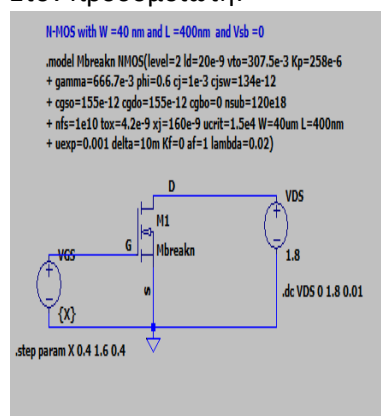 N-MOS with W =40 nm and L =400nm and Vsb =0
.model Mbreakn NMOS(level=2 ld=20e-9 vto=307.5e-3 Kp=258e-6
+ gamma=666.7e-3 phi=0.6 cj=1e-3 cjsw=134e-12
+ cgso=155e-12 cgdo=155e-12 cgbo=0 nsub=120e18
+ nfs=1e10 tox=4.2e-9 xj=160e-9 ucrit=1.5e4 W=40um L=400nm
+ uexp=0.001 delta=10m Kf=0 af=1 lambda=0.02)
D
VDS
M1
G
Mbreakn
VGS
1.8
S
.dc VDS 0 1.8 0.01
{X}
.step param X 0.4 1.6 0.4